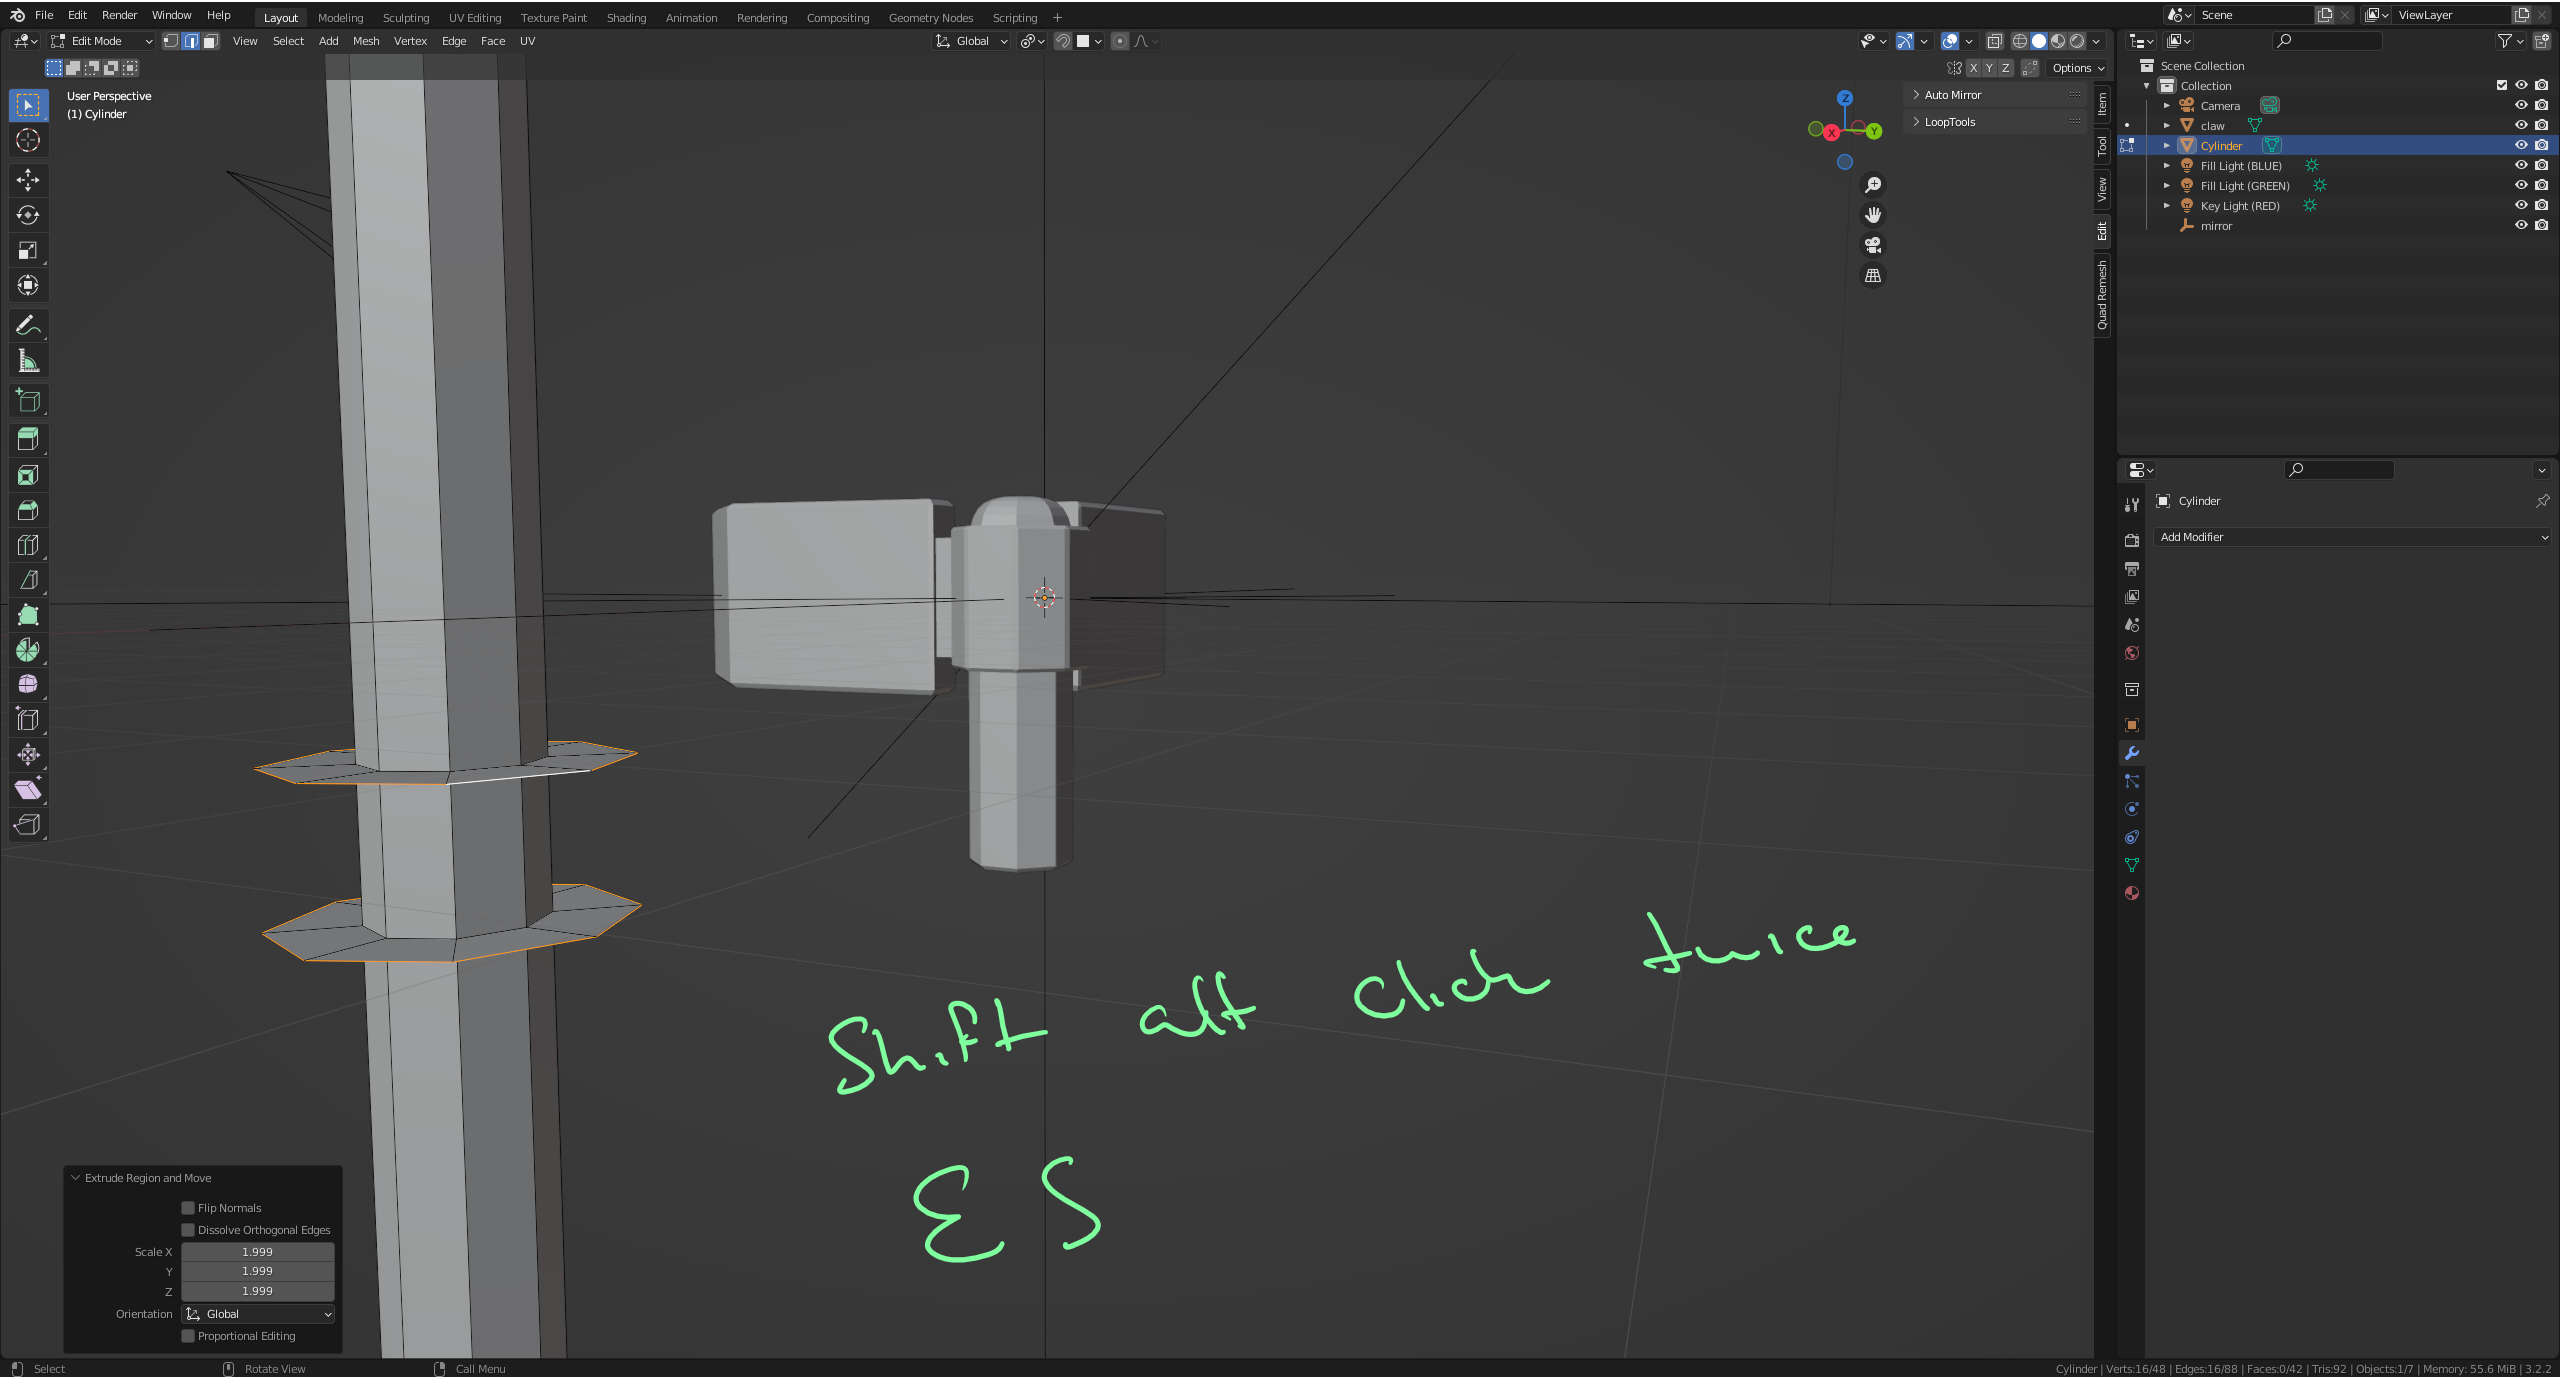 File Edit Render Window Help Layout Modeling Sculpting UV Editing Texture Paint Shading Animation Rendering Compositing Geometry Nodes Scripting + Scene ViewLayer
Edit Mode View Select Add Mesh Vertex Edge Face UV Global
X Y Z Options
User Perspective
(1) Cylinder
Z
X
Y
Auto Mirror
LoopTools
Item
Tool
View
Edit
Quad Remesh
Scene Collection
Collection
Camera
claw
Cylinder
Fill Light (BLUE)
Fill Light (GREEN)
Key Light (RED)
mirror
Cylinder
Add Modifier
Shift alt click twice
E S
Extrude Region and Move
Flip Normals
Dissolve Orthogonal Edges
Scale X 1.999
Y 1.999
Z 1.999
Orientation Global
Proportional Editing
Select Rotate View Call Menu
Cylinder | Verts:16/48 | Edges:16/88 | Faces:0/42 | Tris:92 | Objects:1/7 | Memory: 55.6 MiB | 3.2.2